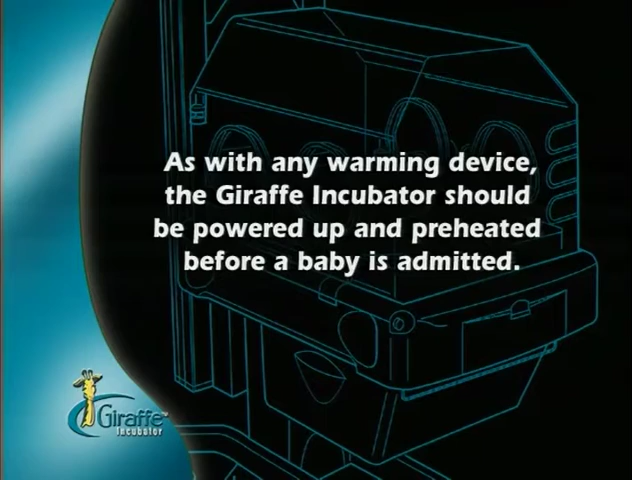 As with any warming device,
the Giraffe Incubator should
be powered up and preheated
before a baby is admitted.
Giraffe™
Incubator